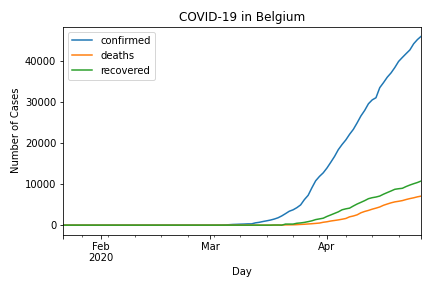 COVID-19 in Belgium
confirmed
deaths
recovered
Number of Cases
40000
30000
20000
10000
0
Feb
2020
Mar
Apr
Day